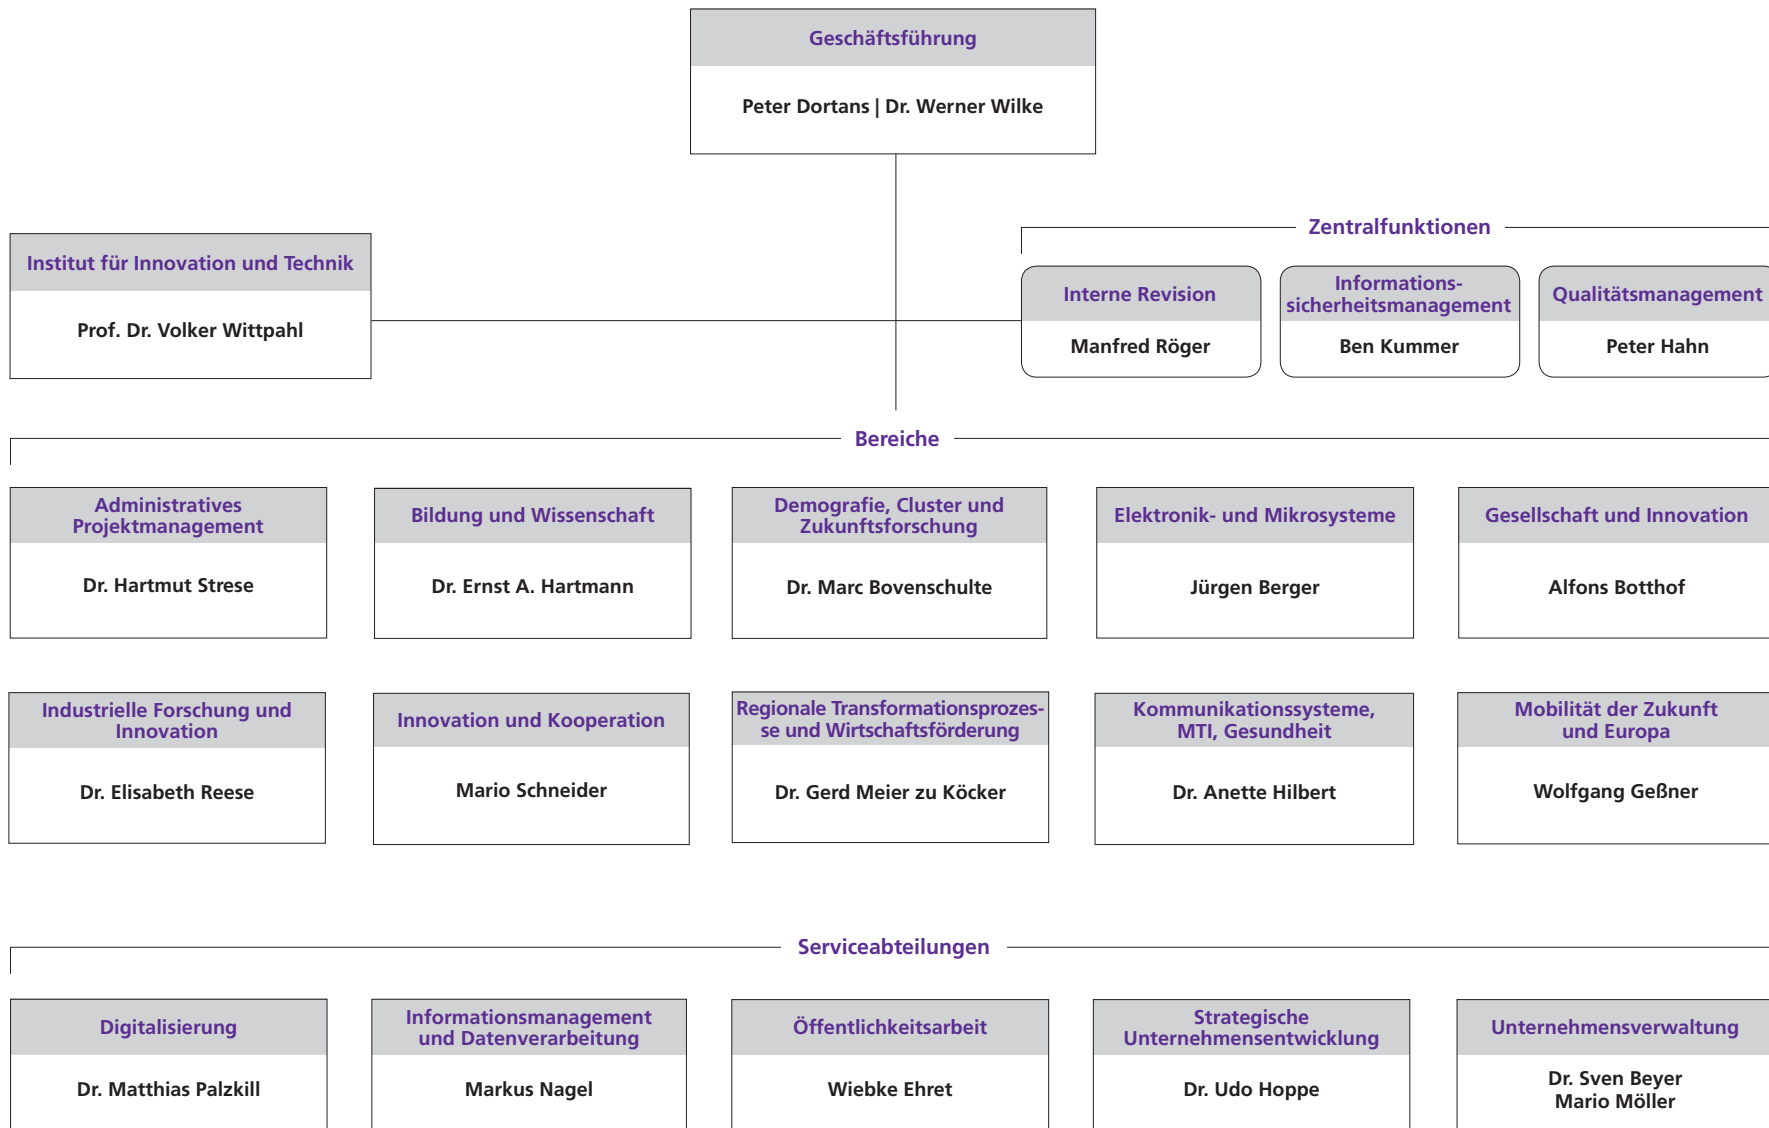 Geschäftsführung
Peter Dortans | Dr. Werner Wilke
Zentralfunktionen
Institut für Innovation und Technik
Prof. Dr. Volker Wittpahl
Interne Revision
Manfred Röger
Informations-
sicherheitsmanagement
Ben Kummer
Qualitätsmanagement
Peter Hahn
Bereiche
Administratives
Projektmanagement
Dr. Hartmut Strese
Bildung und Wissenschaft
Dr. Ernst A. Hartmann
Demografie, Cluster und
Zukunftsforschung
Dr. Marc Bovenschulte
Elektronik- und Mikrosysteme
Jürgen Berger
Gesellschaft und Innovation
Alfons Botthof
Industrielle Forschung und
Innovation
Dr. Elisabeth Reese
Innovation und Kooperation
Mario Schneider
Regionale Transformationsprozes-
se und Wirtschaftsförderung
Dr. Gerd Meier zu Köcker
Kommunikationssysteme,
MTI, Gesundheit
Dr. Anette Hilbert
Mobilität der Zukunft
und Europa
Wolfgang Geßner
Serviceabteilungen
Digitalisierung
Dr. Matthias Palzkill
Informationsmanagement
und Datenverarbeitung
Markus Nagel
Öffentlichkeitsarbeit
Wiebke Ehret
Strategische
Unternehmensentwicklung
Dr. Udo Hoppe
Unternehmensverwaltung
Dr. Sven Beyer
Mario Möller